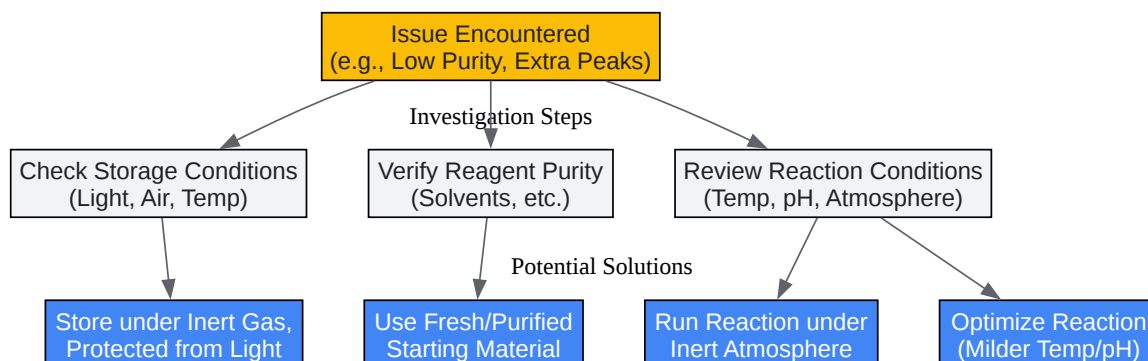 Issue Encountered
(e.g., Low Purity, Extra Peaks)
Investigation Steps
Check Storage Conditions
(Light, Air, Temp)
Verify Reagent Purity
(Solvents, etc.)
Review Reaction Conditions
(Temp, pH, Atmosphere)
Potential Solutions
Store under Inert Gas,
Protected from Light
Use Fresh/Purified
Starting Material
Run Reaction under
Inert Atmosphere
Optimize Reaction
(Milder Temp/pH)